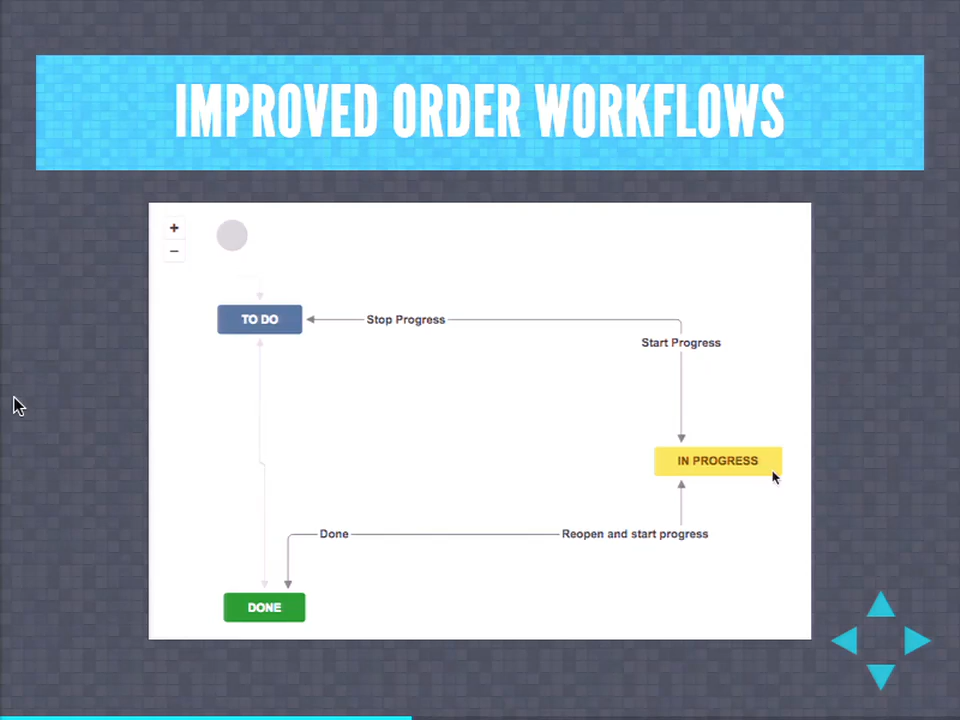 IMPROVED ORDER WORKFLOWS
+
−
TO DO
Stop Progress
Start Progress
IN PROGRESS
Done
Reopen and start progress
DONE